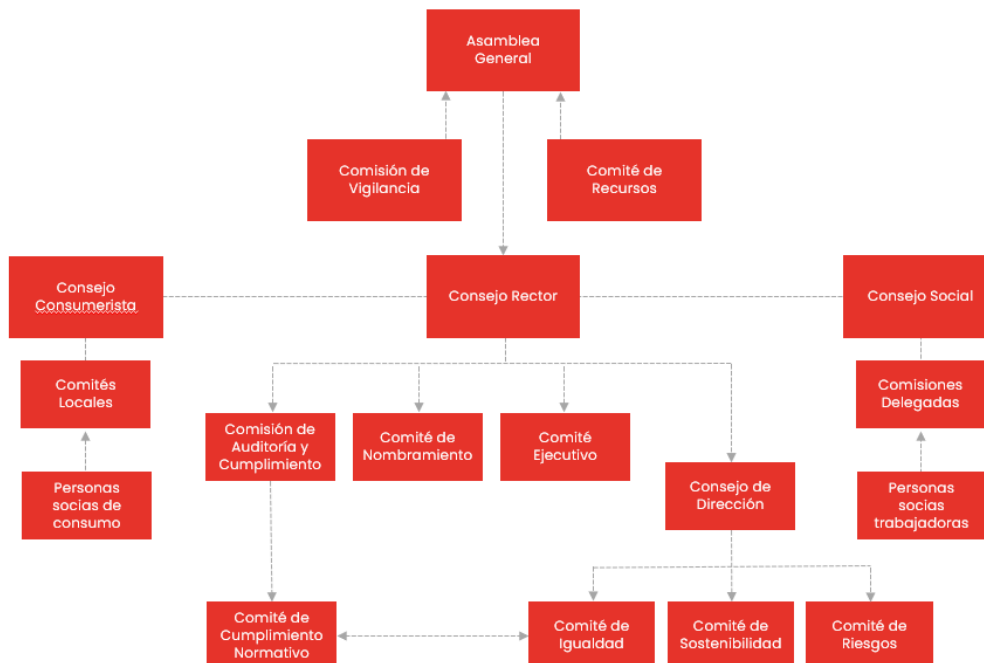 Asamblea
General
Comisión de
Vigilancia
Comité de
Recursos
Consejo
Consumerista
Consejo Rector
Consejo Social
Comités
Locales
Comisiones
Delegadas
Comisión de
Auditoría y
Cumplimiento
Comité de
Nombramiento
Comité
Ejecutivo
Consejo de
Dirección
Personas
socias de
consumo
Personas
socias
trabajadoras
Comité de
Cumplimiento
Normativo
Comité de
Igualdad
Comité de
Sostenibilidad
Comité de
Riesgos